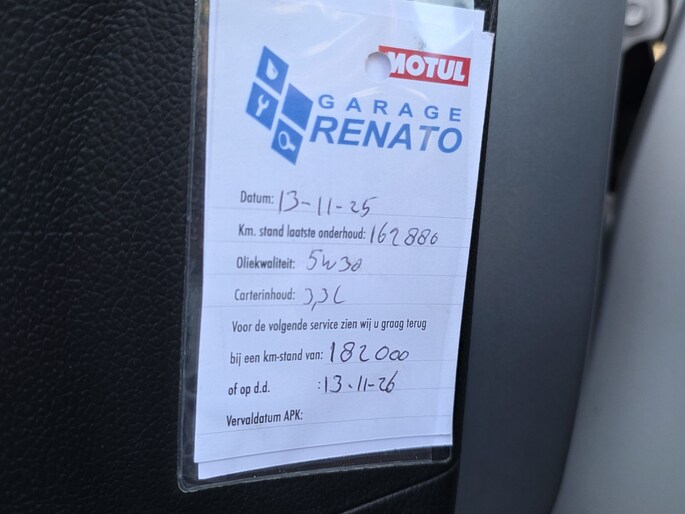 MOTUL
GARAGE
RENATO
Datum: 13-11-25
Km. stand laatste onderhoud: 162880
Oliekwaliteit: 5w30
Carterinhoud: 3,3L
Voor de volgende service zien wij u graag terug
bij een km-stand van: 182000
of op d.d. : 13-11-26
Vervaldatum APK: